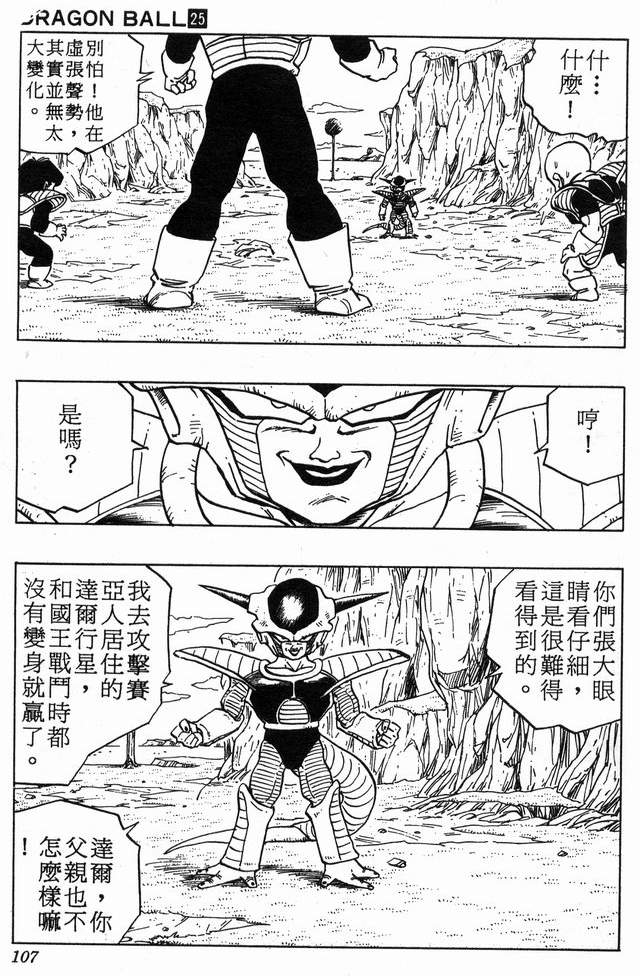 DRAGON BALL 25
什…
什麼！
別怕！他在
虛張聲勢，
其實並無太
大變化。
哼！
是嗎？
你們張大眼
睛看仔細，
這是很難得
看得到的。
我去攻擊賽
亞人居住的
達爾行星，
和國王戰鬥時都
沒有變身就贏了。
達爾，你
父親也不
怎麼樣嘛
！
107